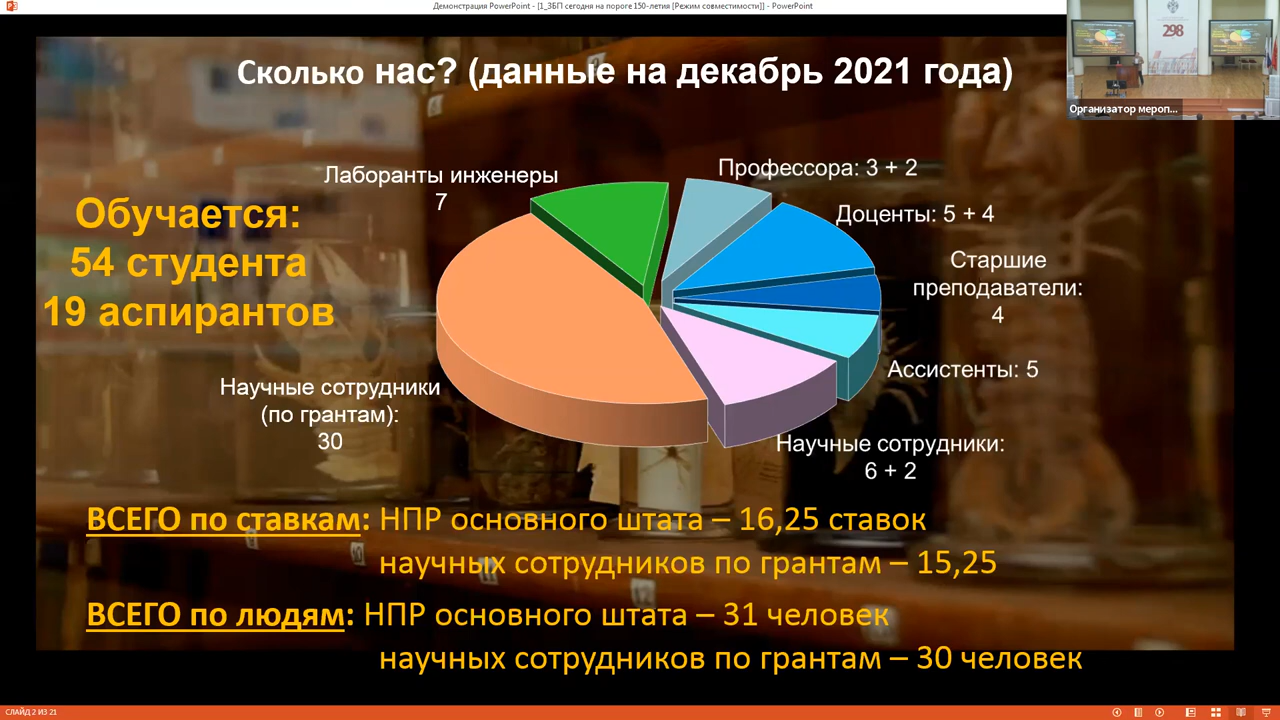 Демонстрация PowerPoint - [1_ЗБП сегодня на пороге 150-летия [Режим совместимости]] - PowerPoint
298
Организатор мероп...
Сколько нас? (данные на декабрь 2021 года)
Обучается:
54 студента
19 аспирантов
Лаборанты инженеры
7
Профессора: 3 + 2
Доценты: 5 + 4
Старшие
преподаватели:
4
Ассистенты: 5
Научные сотрудники:
6 + 2
Научные сотрудники
(по грантам):
30
ВСЕГО по ставкам: НПР основного штата – 16,25 ставок
научных сотрудников по грантам – 15,25
ВСЕГО по людям: НПР основного штата – 31 человек
научных сотрудников по грантам – 30 человек
СЛАЙД 2 ИЗ 21